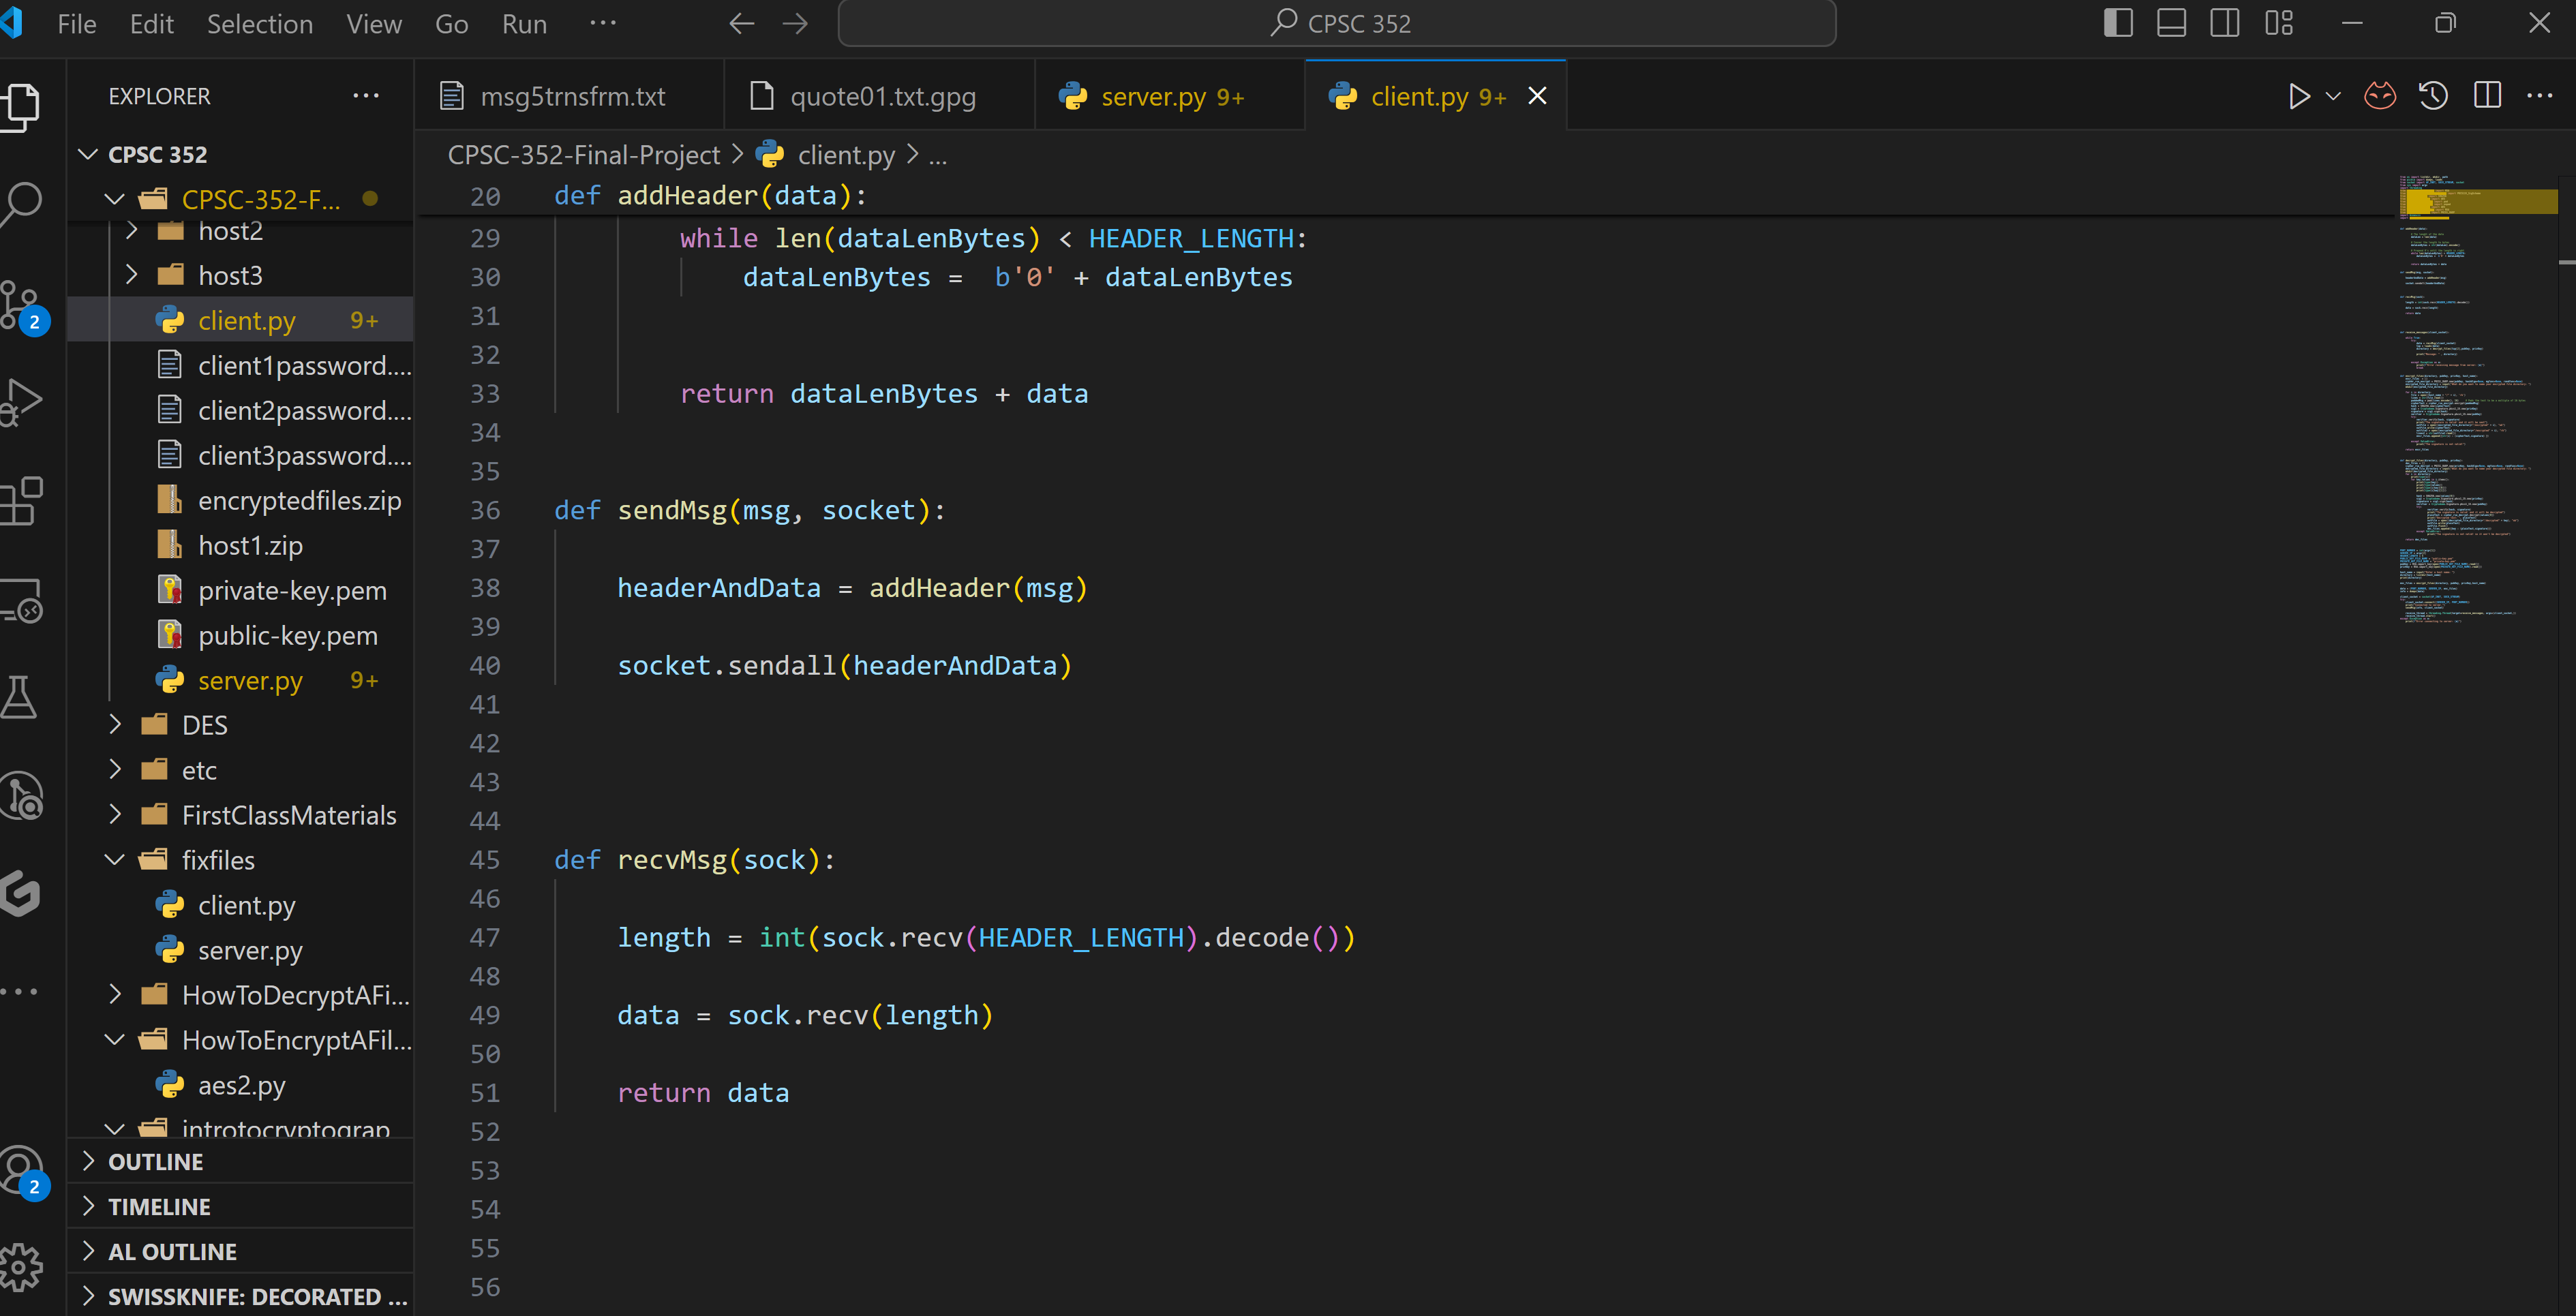 File Edit Selection View Go Run ···
CPSC 352
EXPLORER ···
CPSC 352
CPSC-352-F...
host2
host3
client.py 9+
client1password....
client2password....
client3password....
encryptedfiles.zip
host1.zip
private-key.pem
public-key.pem
server.py 9+
DES
etc
FirstClassMaterials
fixfiles
client.py
server.py
HowToDecryptAFi...
HowToEncryptAFil...
aes2.py
introtocryptograp
OUTLINE
TIMELINE
AL OUTLINE
SWISSKNIFE: DECORATED ...
2
2
msg5trnsfrm.txt
quote01.txt.gpg
server.py 9+
client.py 9+
CPSC-352-Final-Project > client.py > ...
20 def addHeader(data):
29 while len(dataLenBytes) < HEADER_LENGTH:
30 dataLenBytes =  b'0' + dataLenBytes
31
32
33 return dataLenBytes + data
34
35
36 def sendMsg(msg, socket):
37
38 headerAndData = addHeader(msg)
39
40 socket.sendall(headerAndData)
41
42
43
44
45 def recvMsg(sock):
46
47 length = int(sock.recv(HEADER_LENGTH).decode())
48
49 data = sock.recv(length)
50
51 return data
52
53
54
55
56